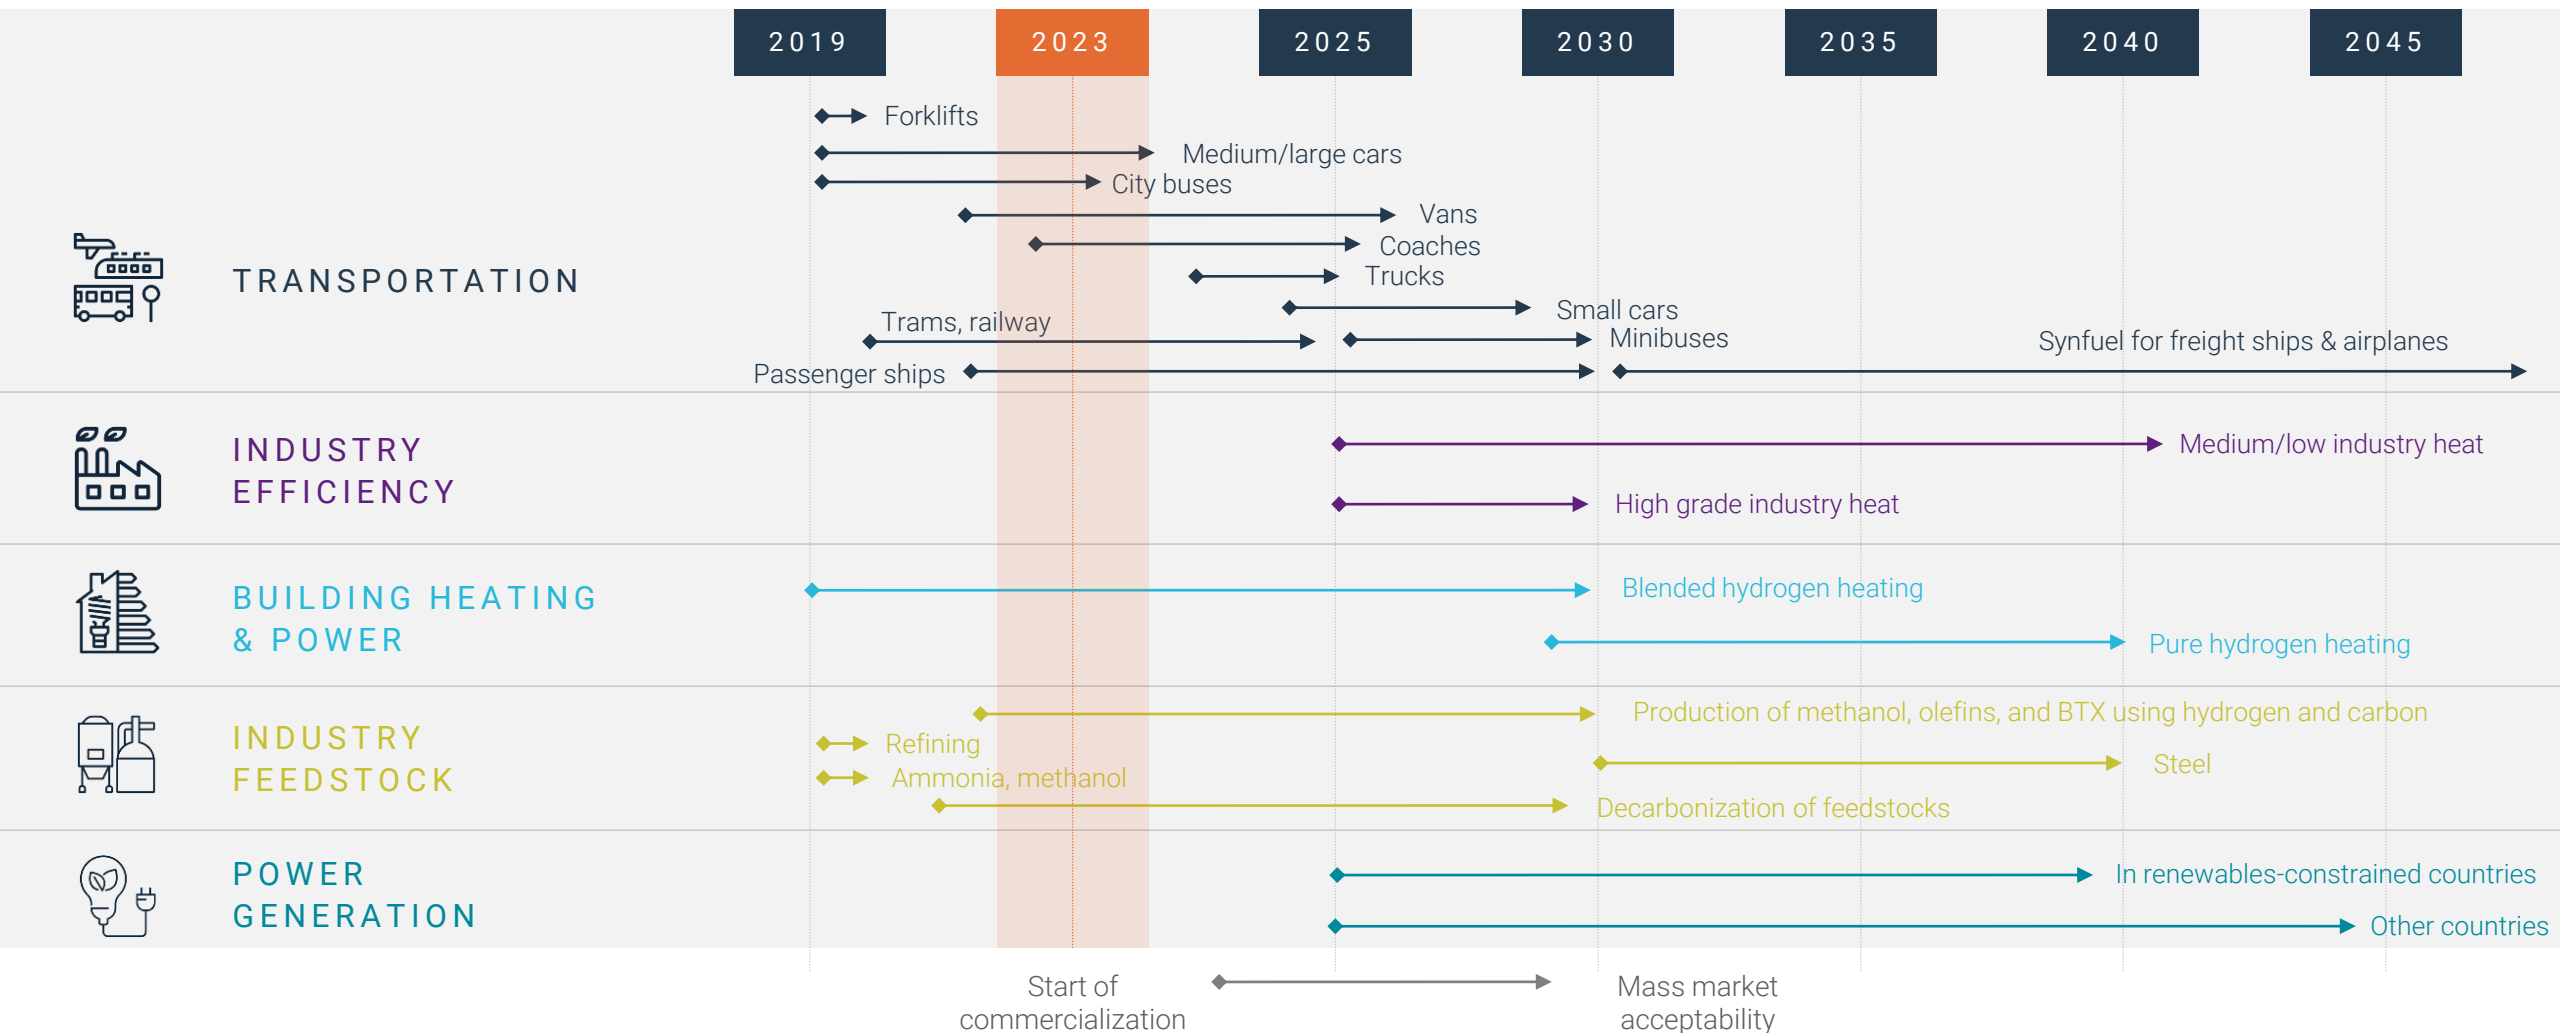 2019
2023
2025
2030
2035
2040
2045
Forklifts
Medium/large cars
City buses
Vans
Coaches
Trucks
TRANSPORTATION
Small cars
Trams, railway
Minibuses
Synfuel for freight ships & airplanes
Passenger ships
INDUSTRY
EFFICIENCY
Medium/low industry heat
High grade industry heat
BUILDING HEATING
& POWER
Blended hydrogen heating
Pure hydrogen heating
INDUSTRY
FEEDSTOCK
Production of methanol, olefins, and BTX using hydrogen and carbon
Refining
Steel
Ammonia, methanol
Decarbonization of feedstocks
POWER
GENERATION
In renewables-constrained countries
Other countries
Start of
commercialization
Mass market
acceptability